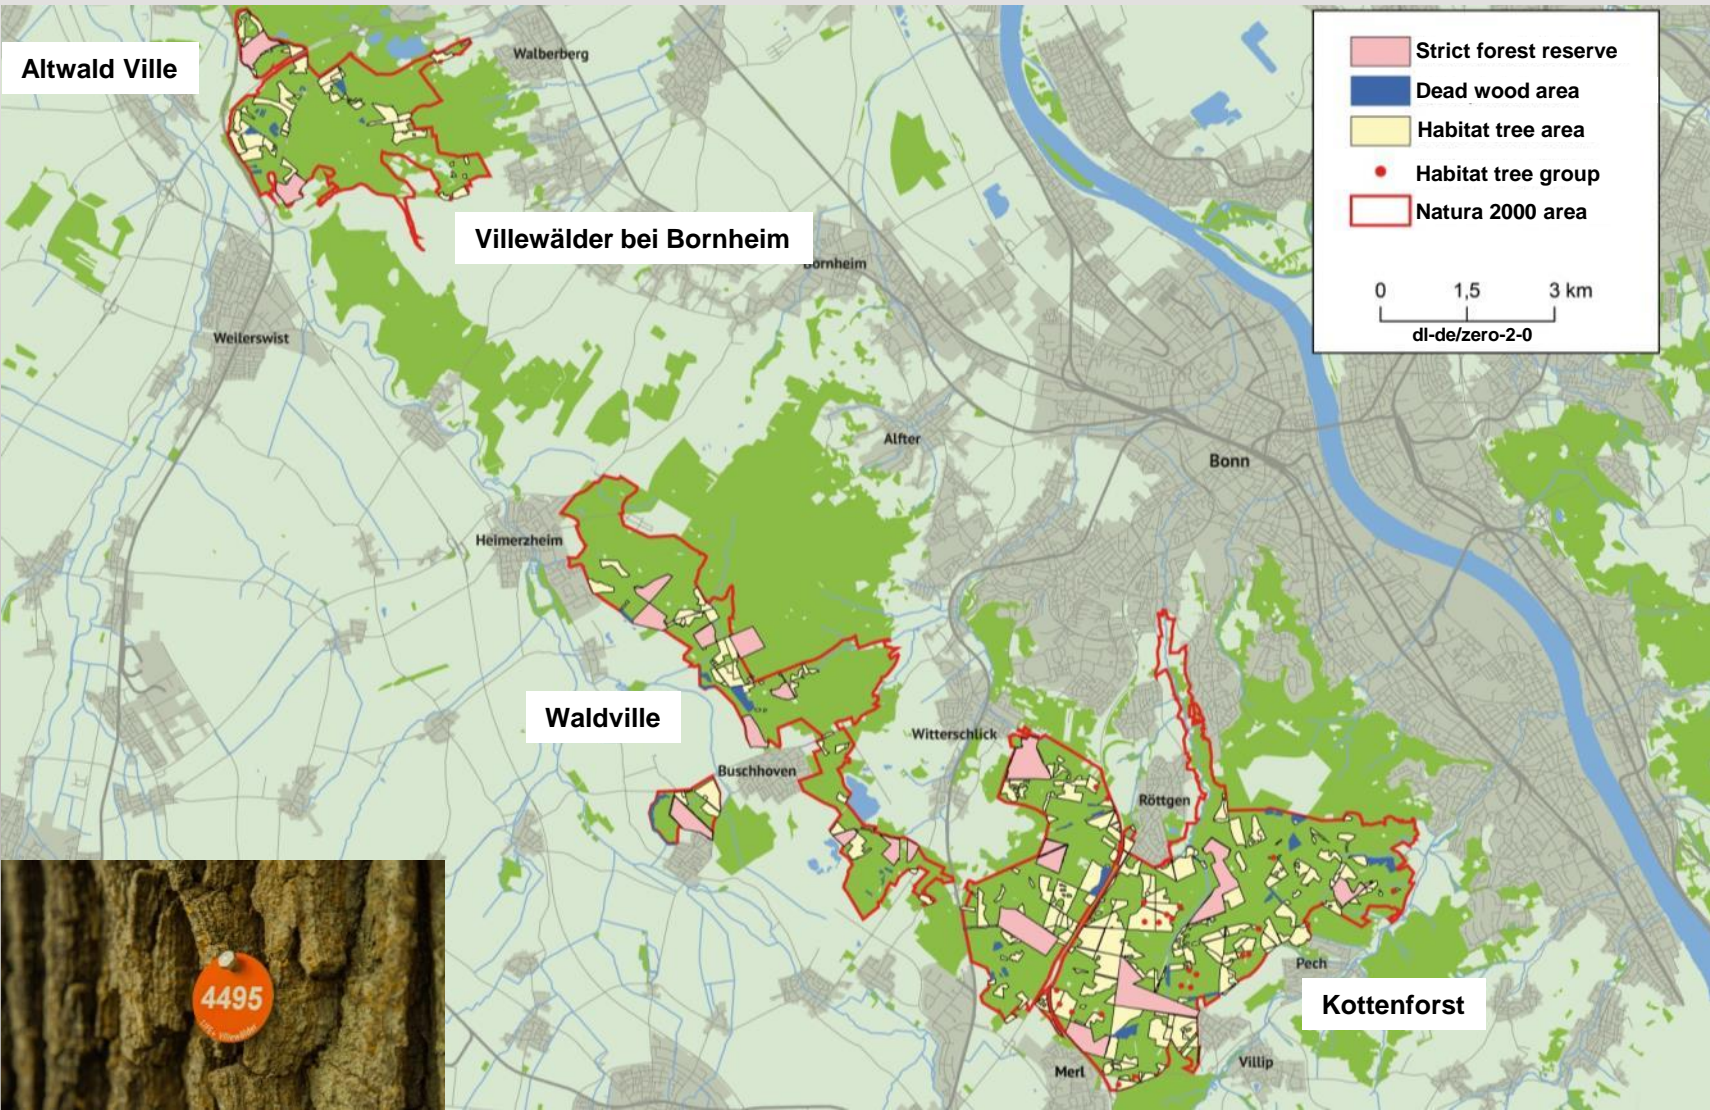 Altwald Ville
Walberberg
Villewälder bei Bornheim
Bornheim
Weilerswist
Alfter
Bonn
Heimerzheim
Waldville
Witterschlick
Buschhoven
Röttgen
Pech
Kottenforst
Villip
Merl
Strict forest reserve
Dead wood area
Habitat tree area
Habitat tree group
Natura 2000 area
0 1,5 3 km
dl-de/zero-2-0
4495
LIFE+ Villewälder